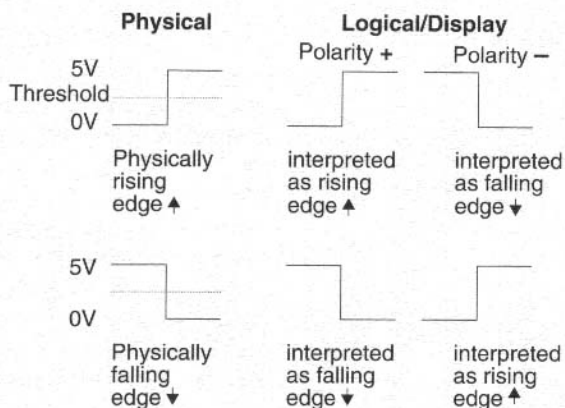 Physical
Logical/Display
Polarity +
Polarity −
5V
Threshold
0V
Physically
rising
edge ↑
interpreted
as rising
edge ↑
interpreted
as falling
edge ↓
5V
0V
Physically
falling
edge ↓
interpreted
as falling
edge ↓
interpreted
as rising
edge ↑